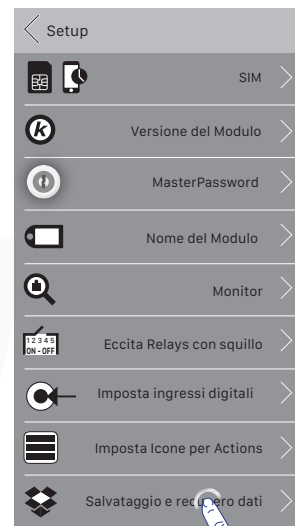 Setup
SIM
Versione del Modulo
MasterPassword
Nome del Modulo
Monitor
1 2 3 4 5
ON - OFF
Eccita Relays con squillo
Imposta ingressi digitali
Imposta Icone per Actions
Salvataggio e recupero dati